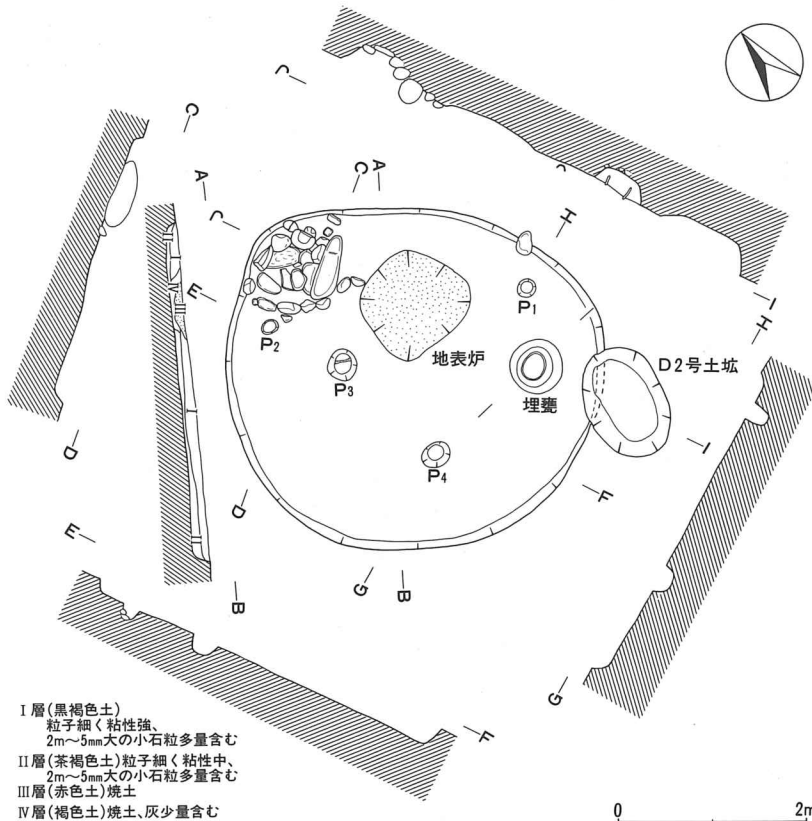 J
C
A
C
A
J
H
E
P1
I
H
P2
地表炉
D2号土拡
P3
埋甕
I
D
P4
F
D
E
G
B
B
G
F
I層(黒褐色土)
粒子細く粘性強、
2m～5mm大の小石粒多量含む
II層(茶褐色土)粒子細く粘性中、
2m～5mm大の小石粒多量含む
III層(赤色土)焼土
IV層(褐色土)焼土、灰少量含む
0 2m